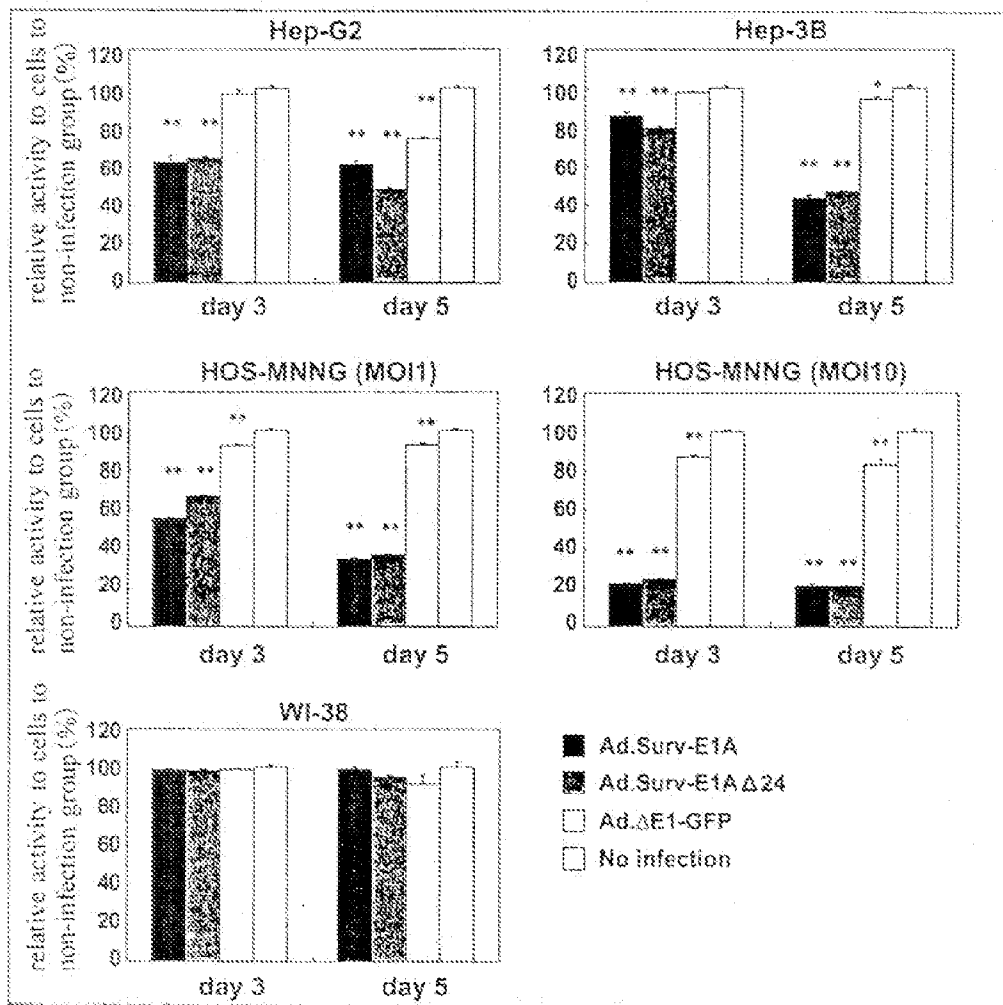 Hep-G2
relative activity to cells to
non-infection group (%)
120
100
80
60
40
20
0
** **
** ** **
day 3 day 5
Hep-3B
120
100
80
60
40
20
0
** **
** ** *
day 3 day 5
HOS-MNNG (MOI1)
relative activity to cells to
non-infection group (%)
120
100
80
60
40
20
0
** ** **
** ** **
day 3 day 5
HOS-MNNG (MOI10)
120
100
80
60
40
20
0
** ** **
** ** **
day 3 day 5
WI-38
relative activity to cells to
non-infection group (%)
120
100
80
60
40
20
0
day 3 day 5
Ad.Surv-E1A
Ad.Surv-E1AΔ24
Ad.ΔE1-GFP
No infection